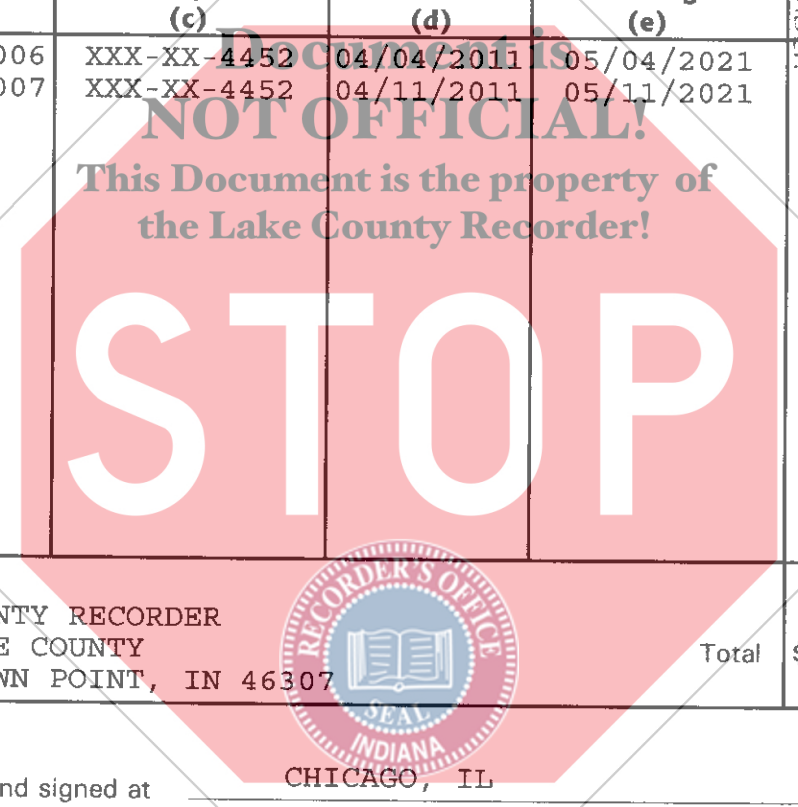 (c) (d) (e)
Document is
006 XXX-XX-4452 04/04/2011 05/04/2021
007 XXX-XX-4452 04/11/2011 05/11/2021
NOT OFFICIAL!
This Document is the property of
the Lake County Recorder!
STOP
RECORDER'S OFFICE
SEAL
INDIANA
NTY RECORDER
E COUNTY
Total
WN POINT, IN 46307
nd signed at CHICAGO, IL